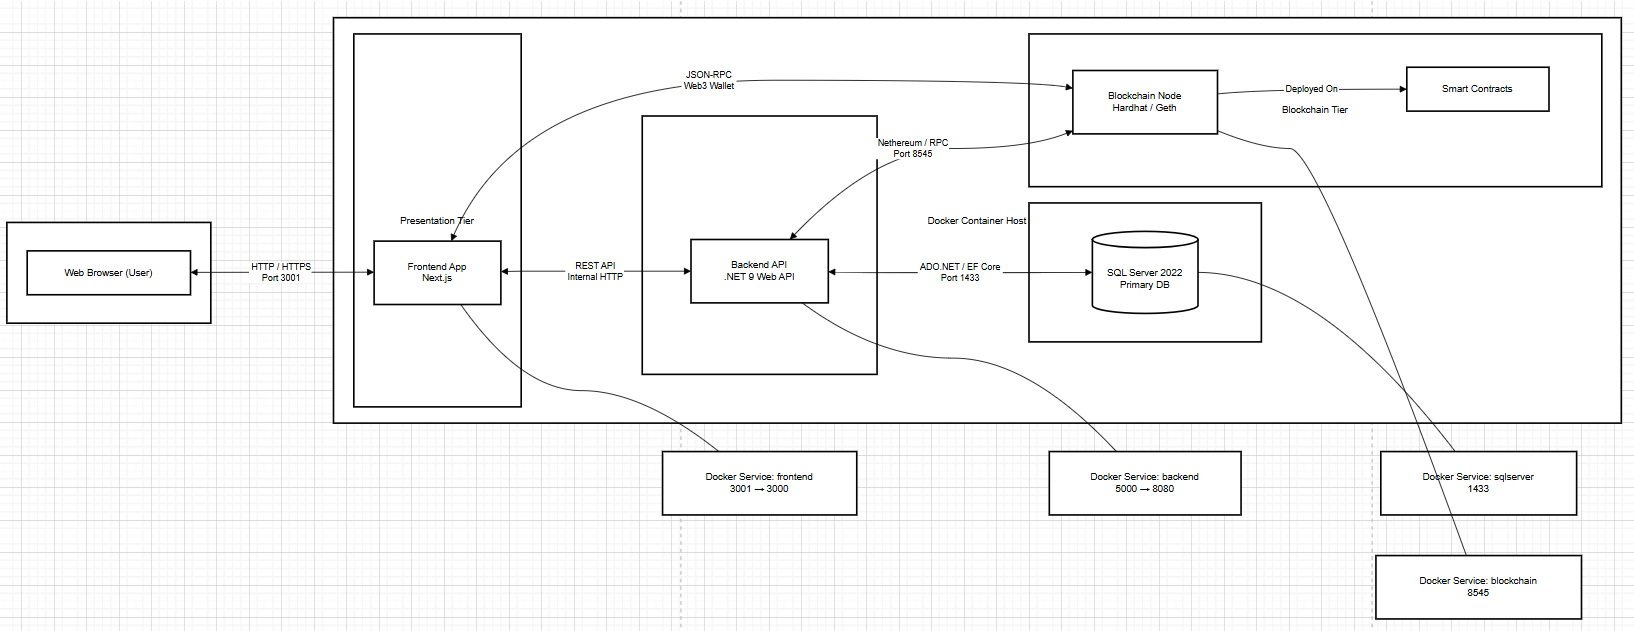 JSON-RPC
Web3 Wallet
Blockchain Node
Hardhat / Geth
Deployed On
Smart Contracts
Blockchain Tier
Nethereum / RPC
Port 8545
Presentation Tier
Docker Container Host
Web Browser (User)
HTTP / HTTPS
Port 3001
Frontend App
Next.js
REST API
Internal HTTP
Backend API
.NET 9 Web API
ADO.NET / EF Core
Port 1433
SQL Server 2022
Primary DB
Docker Service: frontend
3001 → 3000
Docker Service: backend
5000 → 8080
Docker Service: sqlserver
1433
Docker Service: blockchain
8545